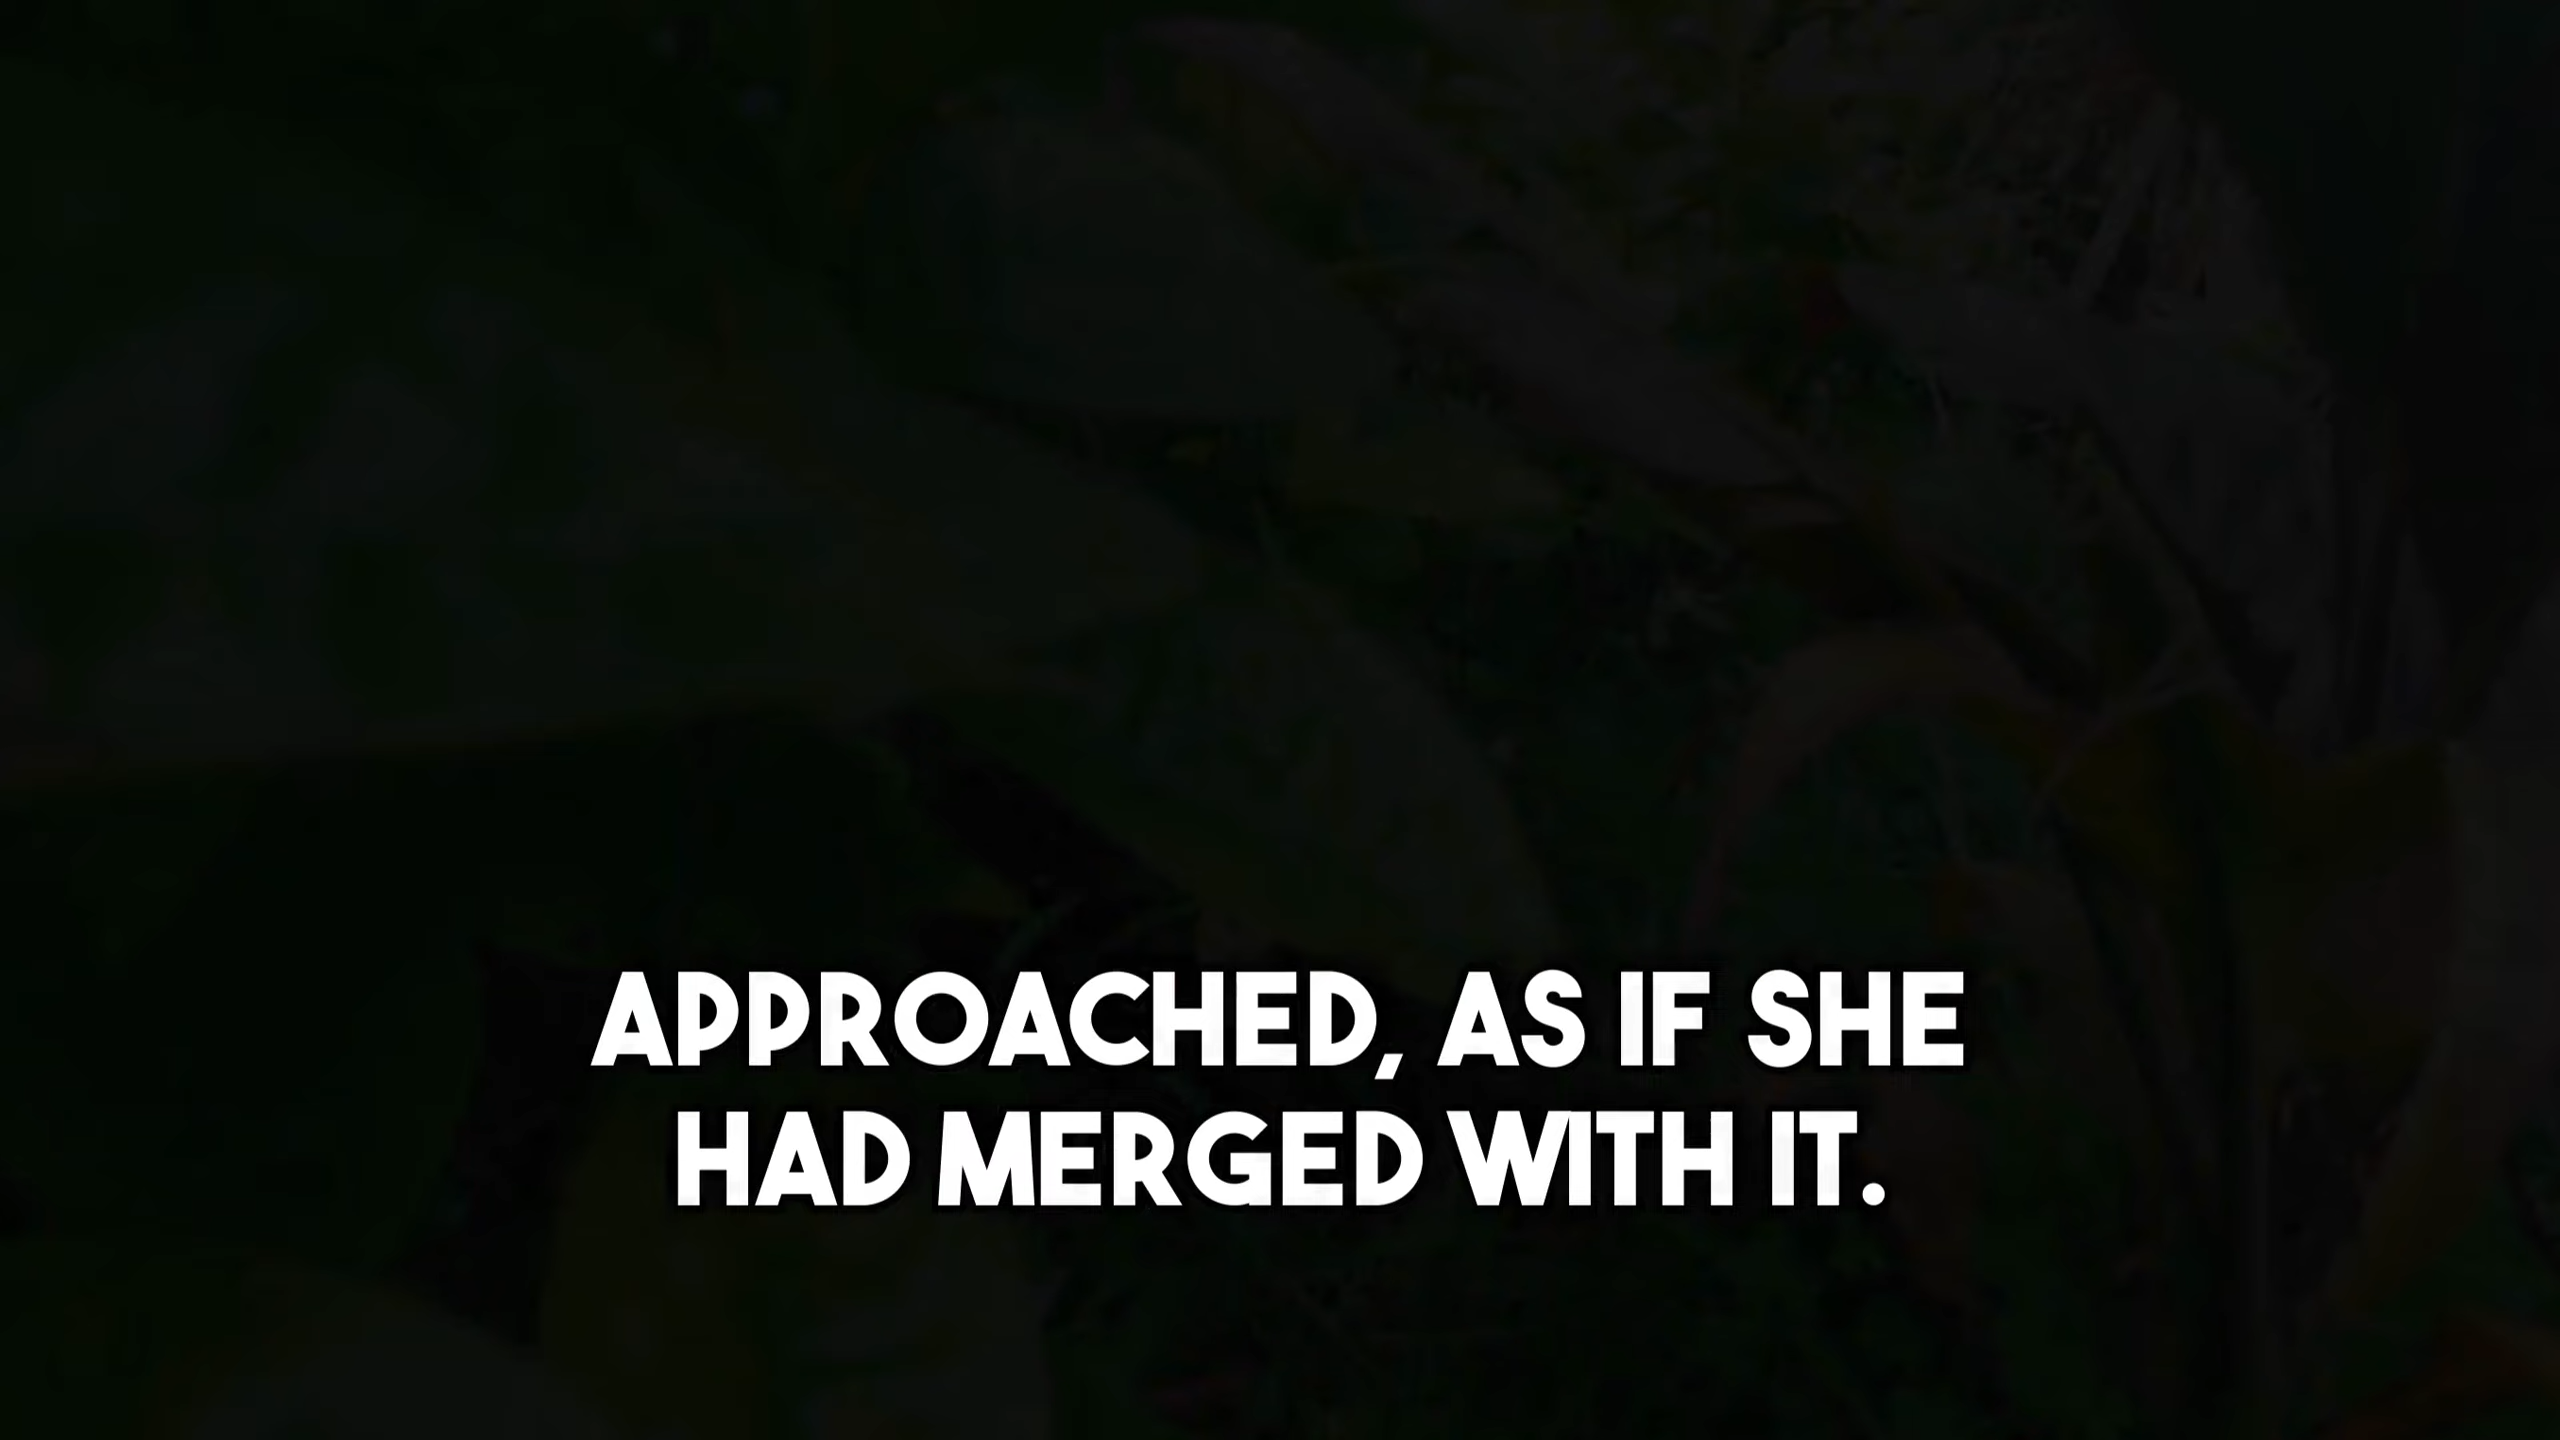 APPROACHED, AS IF SHE
HAD MERGED WITH IT.